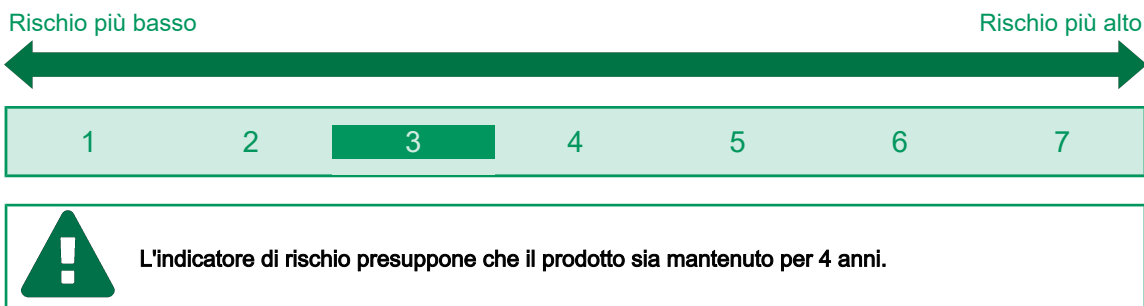 Rischio più basso Rischio più alto
1 2 3 4 5 6 7
L'indicatore di rischio presuppone che il prodotto sia mantenuto per 4 anni.